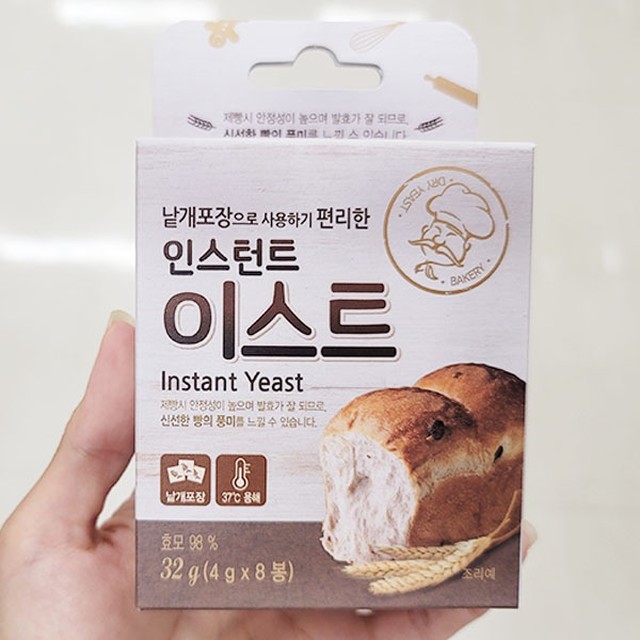 제빵시 안정성이 높으며 발효가 잘 되므로,
신선한 빵의 풍미를 느낄 수 있습니다.
낱개포장으로 사용하기 편리한
인스턴트
이스트
Instant Yeast
제빵시 안정성이 높으며 발효가 잘 되므로,
신선한 빵의 풍미를 느낄 수 있습니다.
• DRY YEAST •
BAKERY
낱개포장
37℃ 용해
효모 98 %
32 g (4 g x 8 봉)
조리예